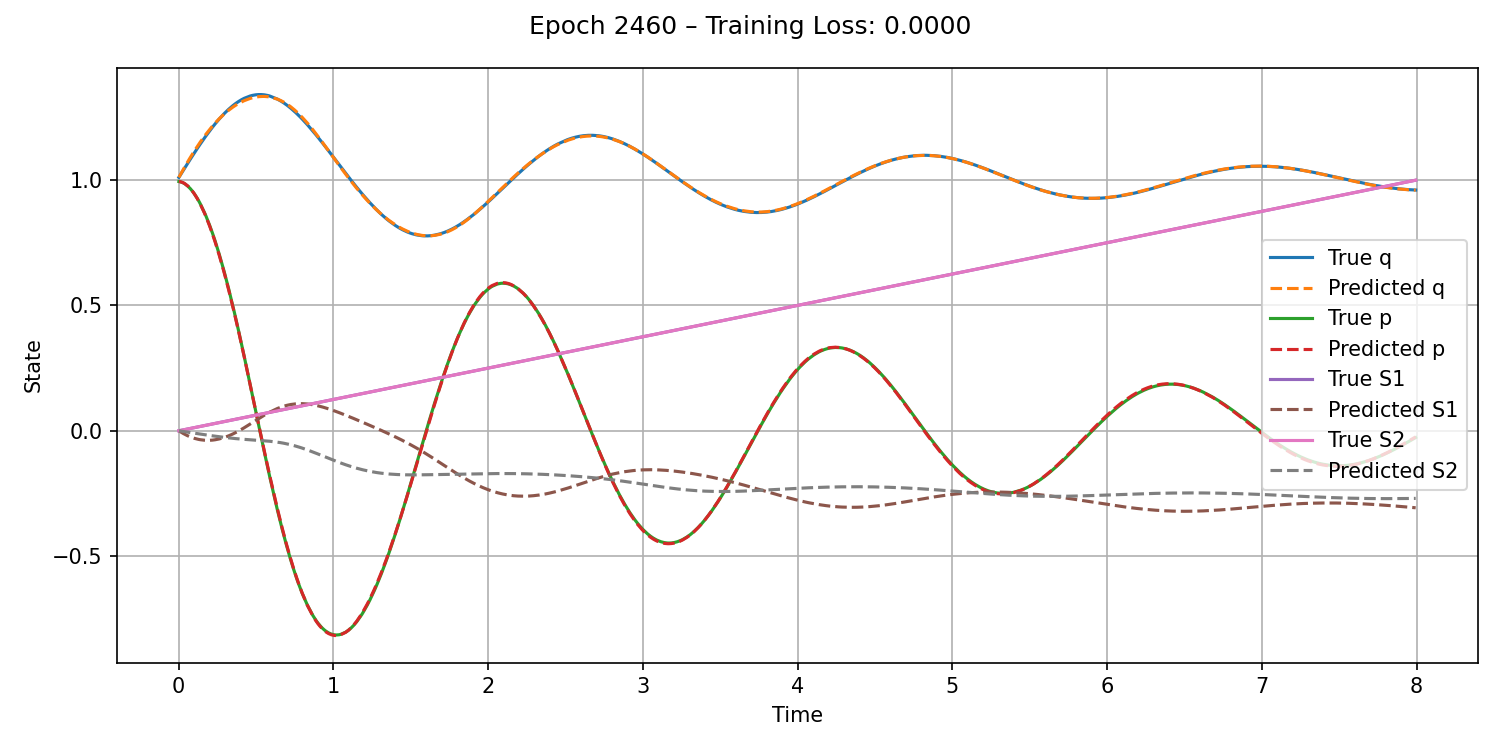 Epoch 2460 – Training Loss: 0.0000
State
1.0
0.5
0.0
−0.5
True q
Predicted q
True p
Predicted p
True S1
Predicted S1
True S2
Predicted S2
0 1 2 3 4 5 6 7 8
Time